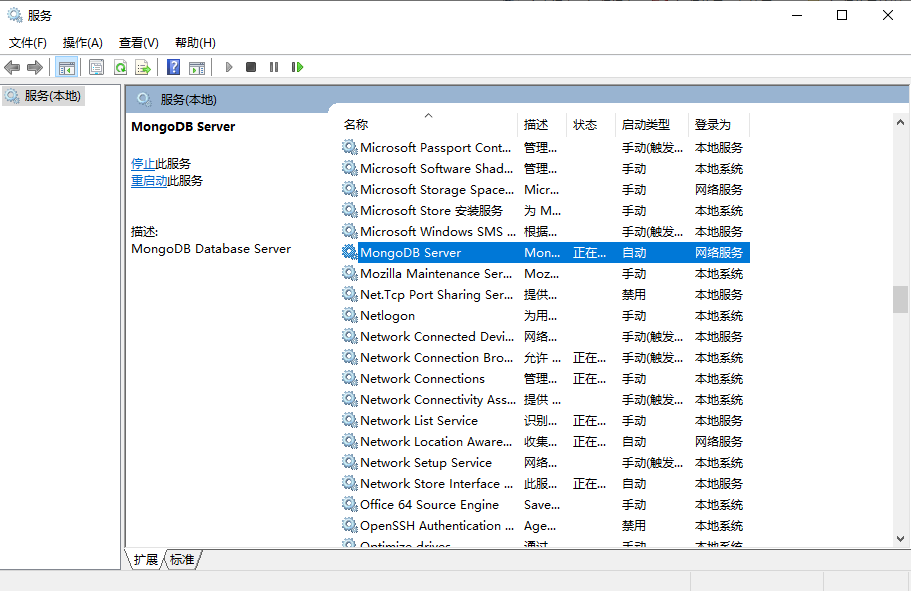 服务
文件(F) 操作(A) 查看(V) 帮助(H)
服务(本地)
服务(本地)
MongoDB Server
停止此服务
重启动此服务
描述:
MongoDB Database Server
名称 描述 状态 启动类型 登录为
Microsoft Passport Cont... 管理... 手动(触发... 本地服务
Microsoft Software Shad... 管理... 手动 本地系统
Microsoft Storage Space... Micr... 手动 网络服务
Microsoft Store 安装服务 为 M... 手动 本地系统
Microsoft Windows SMS ... 根据... 手动(触发... 本地服务
MongoDB Server Mon... 正在... 自动 网络服务
Mozilla Maintenance Ser... Moz... 手动 本地系统
Net.Tcp Port Sharing Ser... 提供... 禁用 本地服务
Netlogon 为用... 手动 本地系统
Network Connected Devi... 网络... 手动(触发... 本地服务
Network Connection Bro... 允许 ... 正在... 手动(触发... 本地系统
Network Connections 管理... 正在... 手动 本地系统
Network Connectivity Ass... 提供 ... 手动(触发... 本地系统
Network List Service 识别... 正在... 手动 本地服务
Network Location Aware... 收集... 正在... 自动 网络服务
Network Setup Service 网络... 手动(触发... 本地系统
Network Store Interface ... 此服... 正在... 自动 本地服务
Office 64 Source Engine Save... 手动 本地系统
OpenSSH Authentication ... Age... 禁用 本地系统
Optimize drives 通过... 手动 本地系统
扩展 标准